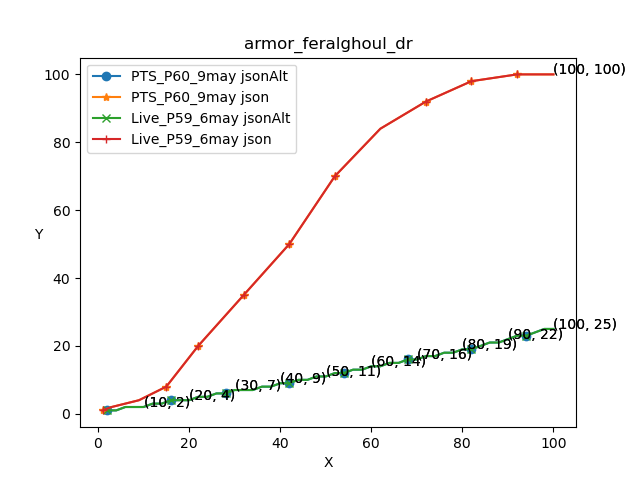 armor_feralghoul_dr
PTS_P60_9may jsonAlt
PTS_P60_9may json
Live_P59_6may jsonAlt
Live_P59_6may json
(100, 100)
100
80
60
40
20
0
Y
(100, 25)
(90, 22)
(80, 19)
(70, 16)
(60, 14)
(50, 11)
(40, 9)
(30, 7)
(20, 4)
(10, 2)
0 20 40 60 80 100
X